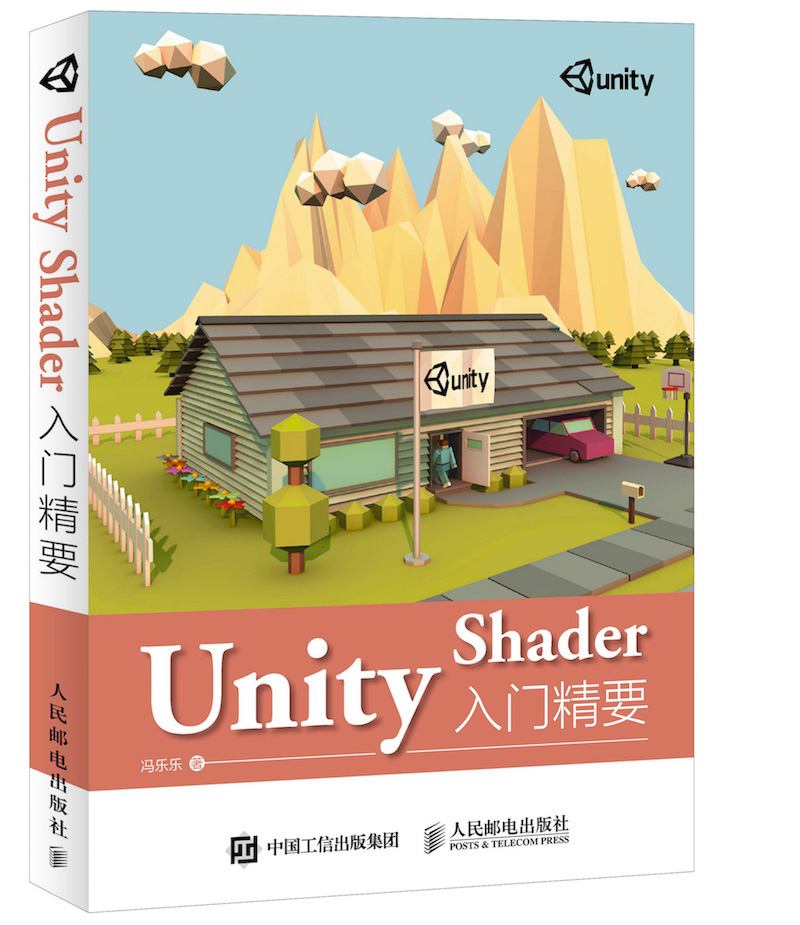 Unity Shader 入门精要
人民邮电出版社
unity
unity
Unity
Shader
入门精要
冯乐乐 著
中国工信出版集团
人民邮电出版社
POSTS & TELECOM PRESS